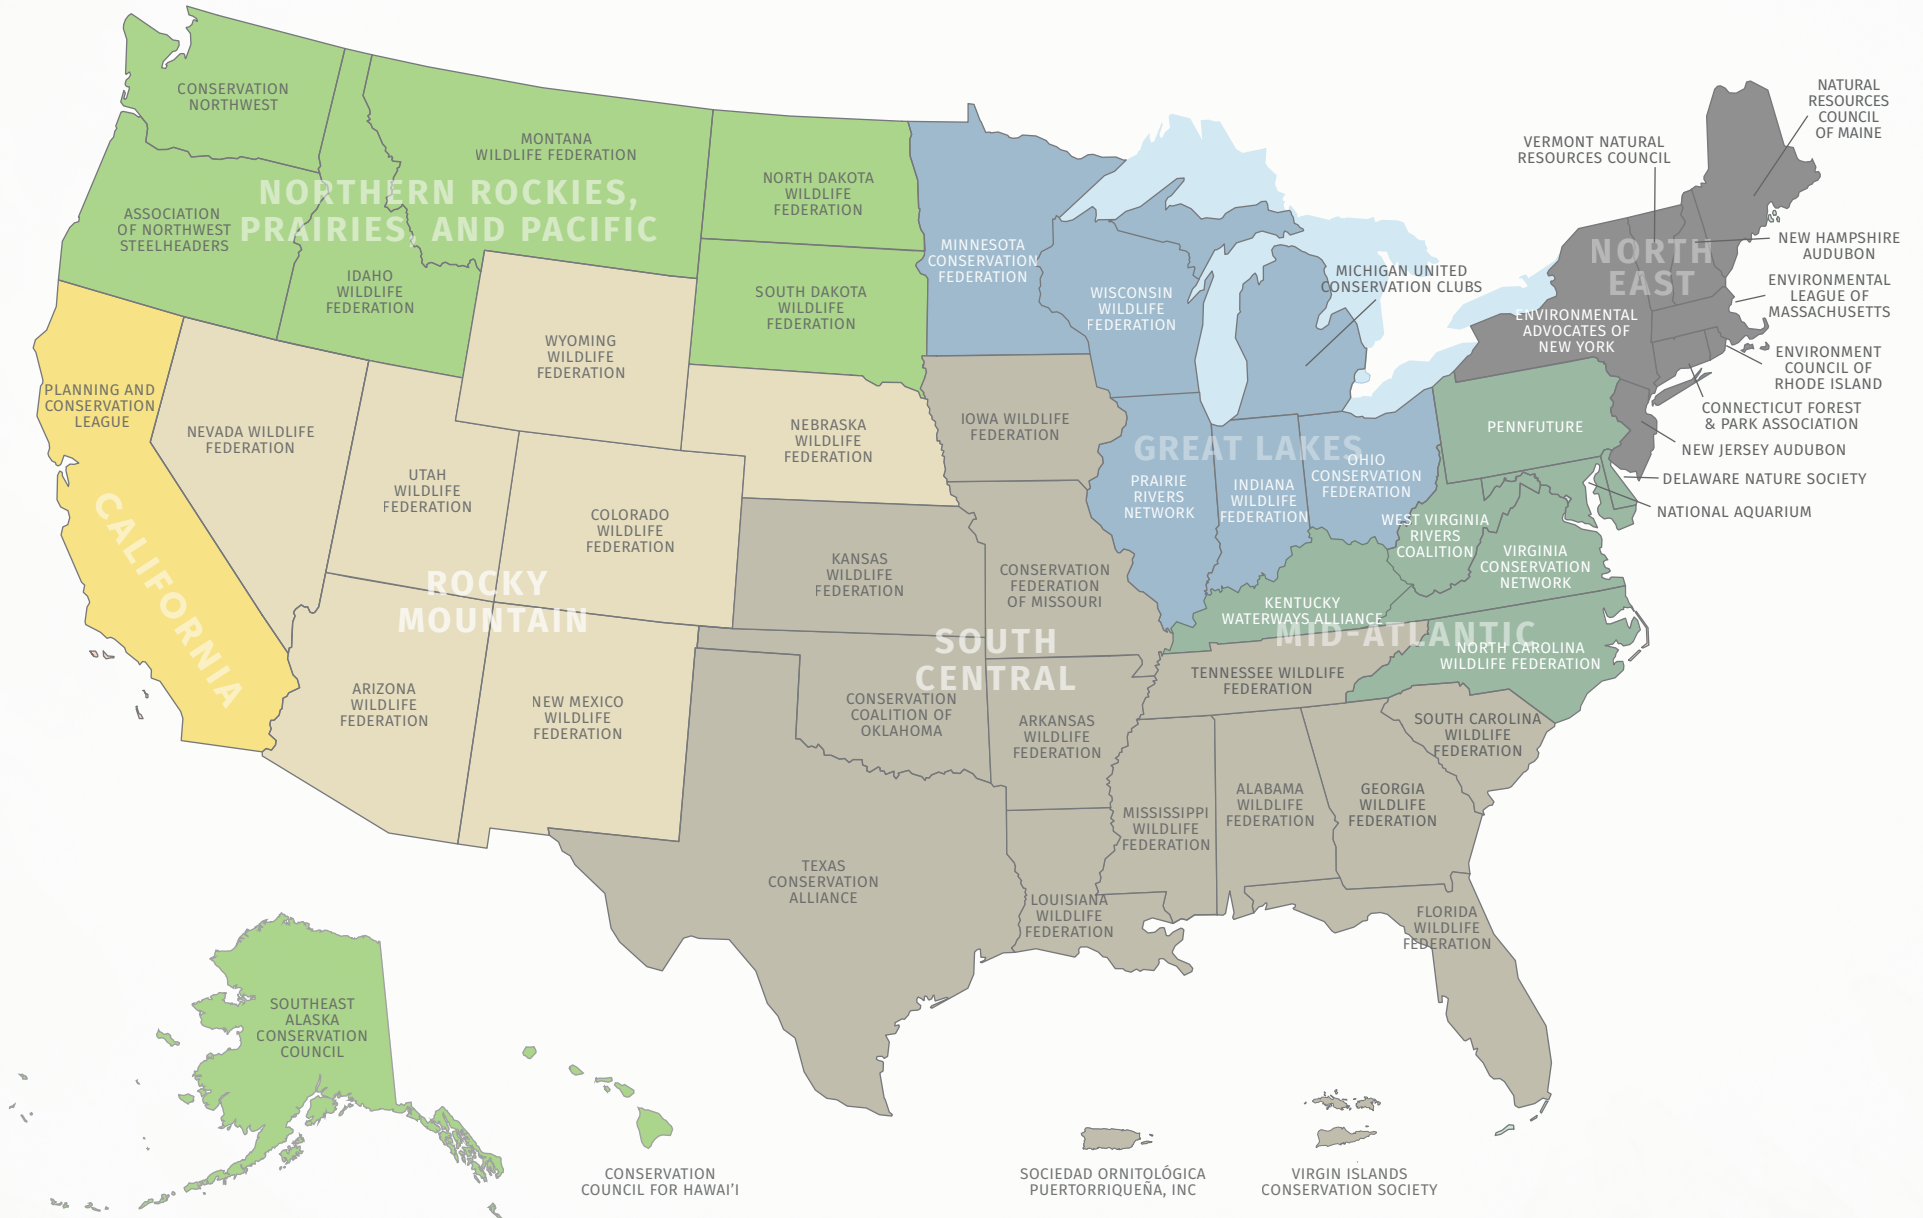 CONSERVATION
NORTHWEST
MONTANA
WILDLIFE FEDERATION
NORTHERN ROCKIES,
PRAIRIES, AND PACIFIC
ASSOCIATION
OF NORTHWEST
STEELHEADERS
IDAHO
WILDLIFE
FEDERATION
NORTH DAKOTA
WILDLIFE
FEDERATION
SOUTH DAKOTA
WILDLIFE
FEDERATION
MINNESOTA
CONSERVATION
FEDERATION
WISCONSIN
WILDLIFE
FEDERATION
MICHIGAN UNITED
CONSERVATION CLUBS
VERMONT NATURAL
RESOURCES COUNCIL
NATURAL
RESOURCES
COUNCIL
OF MAINE
NORTH
EAST
NEW HAMPSHIRE
AUDUBON
ENVIRONMENTAL
LEAGUE OF
MASSACHUSETTS
ENVIRONMENTAL
ADVOCATES OF
NEW YORK
ENVIRONMENT
COUNCIL OF
RHODE ISLAND
CONNECTICUT FOREST
& PARK ASSOCIATION
NEW JERSEY AUDUBON
DELAWARE NATURE SOCIETY
NATIONAL AQUARIUM
PLANNING AND
CONSERVATION
LEAGUE
CALIFORNIA
NEVADA WILDLIFE
FEDERATION
WYOMING
WILDLIFE
FEDERATION
UTAH
WILDLIFE
FEDERATION
COLORADO
WILDLIFE
FEDERATION
NEBRASKA
WILDLIFE
FEDERATION
ROCKY
MOUNTAIN
ARIZONA
WILDLIFE
FEDERATION
NEW MEXICO
WILDLIFE
FEDERATION
IOWA WILDLIFE
FEDERATION
KANSAS
WILDLIFE
FEDERATION
CONSERVATION
FEDERATION
OF MISSOURI
GREAT LAKES
PRAIRIE
RIVERS
NETWORK
INDIANA
WILDLIFE
FEDERATION
OHIO
CONSERVATION
FEDERATION
PENNFUTURE
WEST VIRGINIA
RIVERS
COALITION
VIRGINIA
CONSERVATION
NETWORK
KENTUCKY
WATERWAYS ALLIANCE
MID-ATLANTIC
NORTH CAROLINA
WILDLIFE FEDERATION
SOUTH
CENTRAL
CONSERVATION
COALITION OF
OKLAHOMA
ARKANSAS
WILDLIFE
FEDERATION
TENNESSEE WILDLIFE
FEDERATION
SOUTH CAROLINA
WILDLIFE
FEDERATION
TEXAS
CONSERVATION
ALLIANCE
LOUISIANA
WILDLIFE
FEDERATION
MISSISSIPPI
WILDLIFE
FEDERATION
ALABAMA
WILDLIFE
FEDERATION
GEORGIA
WILDLIFE
FEDERATION
FLORIDA
WILDLIFE
FEDERATION
SOUTHEAST
ALASKA
CONSERVATION
COUNCIL
CONSERVATION
COUNCIL FOR HAWAI'I
SOCIEDAD ORNITOLÓGICA
PUERTORRIQUEÑA, INC
VIRGIN ISLANDS
CONSERVATION SOCIETY